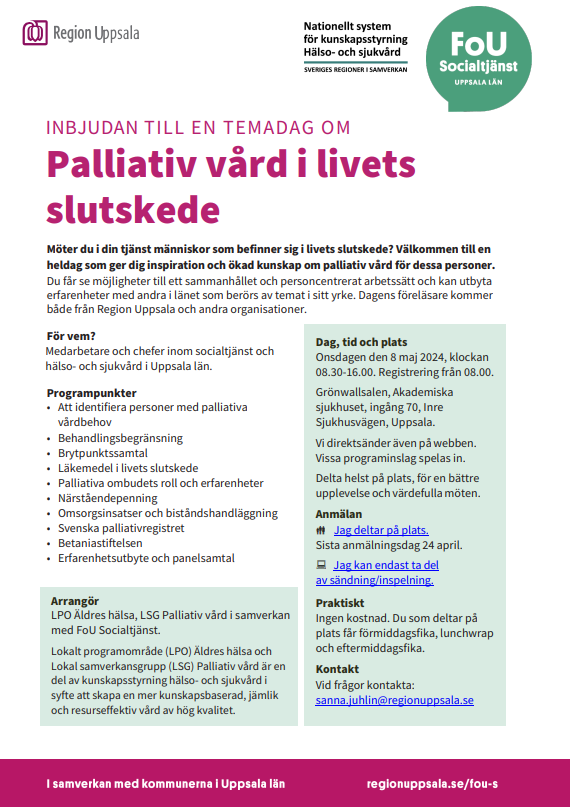 Region Uppsala
Nationellt system
för kunskapsstyrning
Hälso- och sjukvård
SVERIGES REGIONER I SAMVERKAN
FoU
Socialtjänst
UPPSALA LÄN
INBJUDAN TILL EN TEMADAG OM
Palliativ vård i livets
slutskede
Möter du i din tjänst människor som befinner sig i livets slutskede? Välkommen till en
heldag som ger dig inspiration och ökad kunskap om palliativ vård för dessa personer.
Du får se möjligheter till ett sammanhållet och personcentrerat arbetssätt och kan utbyta
erfarenheter med andra i länet som berörs av temat i sitt yrke. Dagens föreläsare kommer
både från Region Uppsala och andra organisationer.
För vem?
Medarbetare och chefer inom socialtjänst och
hälso- och sjukvård i Uppsala län.
Programpunkter
• Att identifiera personer med palliativa
vårdbehov
• Behandlingsbegränsning
• Brytpunktssamtal
• Läkemedel i livets slutskede
• Palliativa ombudets roll och erfarenheter
• Närståendepenning
• Omsorgsinsatser och biståndshandläggning
• Svenska palliativregistret
• Betaniastiftelsen
• Erfarenhetsutbyte och panelsamtal
Arrangör
LPO Äldres hälsa, LSG Palliativ vård i samverkan
med FoU Socialtjänst.
Lokalt programområde (LPO) Äldres hälsa och
Lokal samverkansgrupp (LSG) Palliativ vård är en
del av kunskapsstyrning hälso- och sjukvård i
syfte att skapa en mer kunskapsbaserad, jämlik
och resurseffektiv vård av hög kvalitet.
Dag, tid och plats
Onsdagen den 8 maj 2024, klockan
08.30-16.00. Registrering från 08.00.
Grönwallsalen, Akademiska
sjukhuset, ingång 70, Inre
Sjukhusvägen, Uppsala.
Vi direktsänder även på webben.
Vissa programinslag spelas in.
Delta helst på plats, för en bättre
upplevelse och värdefulla möten.
Anmälan
Jag deltar på plats.
Sista anmälningsdag 24 april.
Jag kan endast ta del
av sändning/inspelning.
Praktiskt
Ingen kostnad. Du som deltar på
plats får förmiddagsfika, lunchwrap
och eftermiddagsfika.
Kontakt
Vid frågor kontakta:
sanna.juhlin@regionuppsala.se
I samverkan med kommunerna i Uppsala län
regionuppsala.se/fou-s